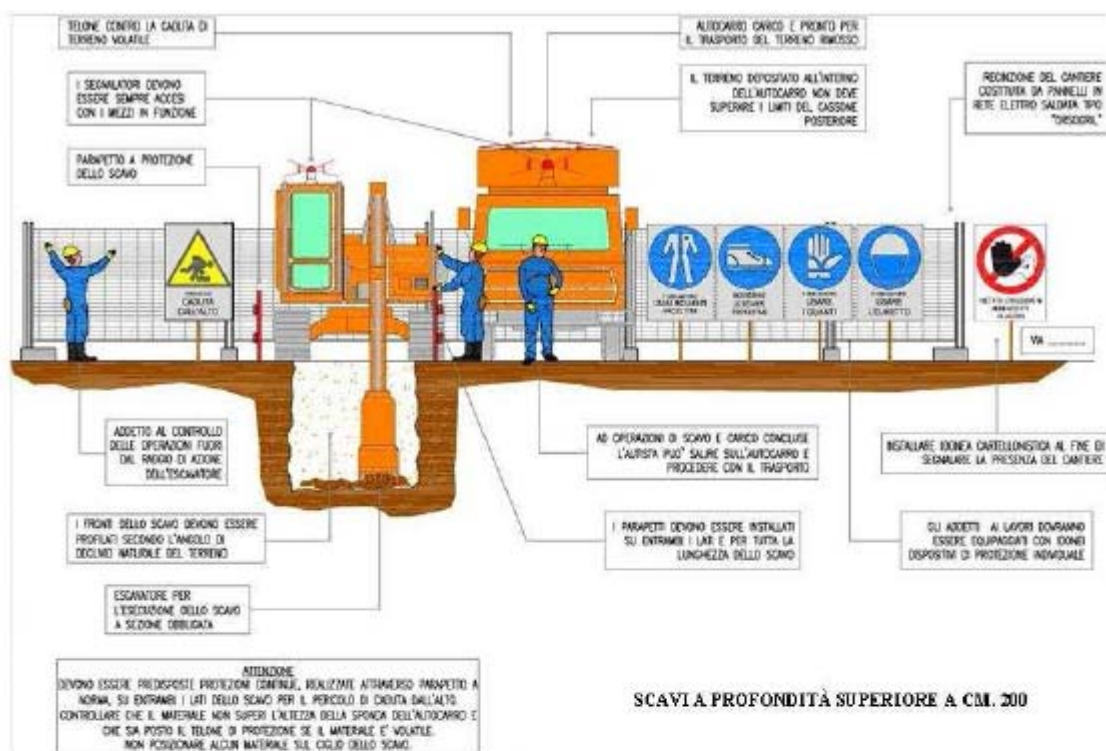 TELONE CONTRO LA CADUTA DI
TERRENO VOLATILE
AUTOCARRO CARICO E PRONTO PER
IL TRASPORTO DEL TERRENO RIMOSSO
I SEGNALATORI DEVONO
ESSERE SEMPRE ACCESI
CON I MEZZI IN FUNZIONE
IL TERRENO DEPOSITATO ALL'INTERNO
DELL'AUTOCARRO NON DEVE
SUPERARE I LIMITI DEL CASSONE
POSTERIORE
RECINZIONE DEL CANTIERE
COSTITUITA DA PANNELLI IN
RETE ELETTRO SALDATA TIPO
"ORSOGRIL"
PARAPETTO A PROTEZIONE
DELLO SCAVO
CADUTA
DALL'ALTO
USARE
I GUANTI
USARE
L'ELMETTO
VIA
ADDETTO AL CONTROLLO
DELLE OPERAZIONI FUORI
DAL RAGGIO DI AZIONE
DELL'ESCAVATORE
AD OPERAZIONI DI SCAVO E CARICO CONCLUSE
L'AUTISTA PUO' SALIRE SULL'AUTOCARRO E
PROCEDERE CON IL TRASPORTO
INSTALLARE IDONEA CARTELLONISTICA AL FINE DI
SEGNALARE LA PRESENZA DEL CANTIERE
I FRONTI DELLO SCAVO DEVONO ESSERE
PROFILATI SECONDO L'ANGOLO DI
DECLIVIO NATURALE DEL TERRENO
I PARAPETTI DEVONO ESSERE INSTALLATI
SU ENTRAMBI I LATI E PER TUTTA LA
LUNGHEZZA DELLO SCAVO
GLI ADDETTI AI LAVORI DOVRANNO
ESSERE EQUIPAGGIATI CON IDONEI
DISPOSITIVI DI PROTEZIONE INDIVIDUALE
ESCAVATORE PER
L'ESECUZIONE DELLO SCAVO
A SEZIONE OBBLIGATA
ATTENZIONE
DEVONO ESSERE PREDISPOSTE PROTEZIONI CONTINUE, REALIZZATE ATTRAVERSO PARAPETTO A
NORMA, SU ENTRAMBI I LATI DELLO SCAVO PER IL PERICOLO DI CADUTA DALL'ALTO.
CONTROLLARE CHE IL MATERIALE NON SUPERI L'ALTEZZA DELLA SPONDA DELL'AUTOCARRO E
CHE SIA POSTO IL TELONE DI PROTEZIONE SE IL MATERIALE E' VOLATILE.
NON POSIZIONARE ALCUN MATERIALE SUL CIGLIO DELLO SCAVO.
SCAVI A PROFONDITÀ SUPERIORE A CM. 200